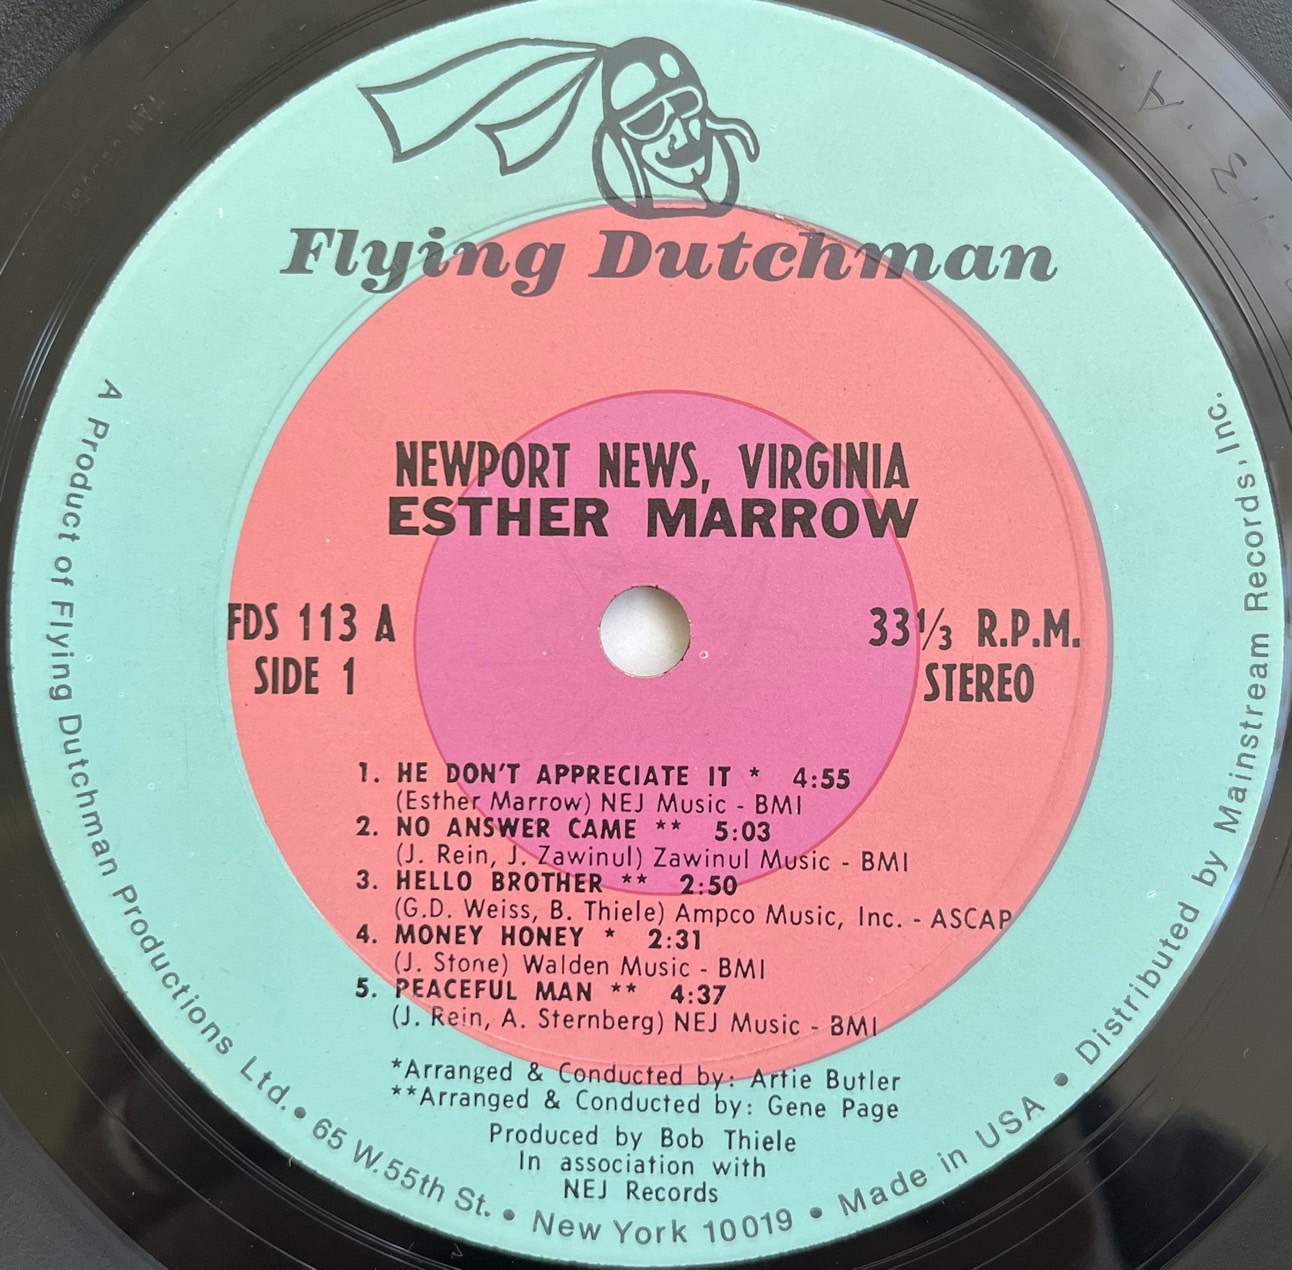 Flying Dutchman
NEWPORT NEWS, VIRGINIA
ESTHER MARROW
FDS 113 A
SIDE 1
33 1/3 R.P.M.
STEREO
1. HE DON'T APPRECIATE IT * 4:55
(Esther Marrow) NEJ Music - BMI
2. NO ANSWER CAME ** 5:03
(J. Rein, J. Zawinul) Zawinul Music - BMI
3. HELLO BROTHER ** 2:50
(G.D. Weiss, B. Thiele) Ampco Music, Inc. - ASCAP
4. MONEY HONEY * 2:31
(J. Stone) Walden Music - BMI
5. PEACEFUL MAN ** 4:37
(J. Rein, A. Sternberg) NEJ Music - BMI
*Arranged & Conducted by: Artie Butler
**Arranged & Conducted by: Gene Page
Produced by Bob Thiele
In association with
NEJ Records
A Product of Flying Dutchman Productions Ltd. • 65 W. 55th St. • New York 10019 • Made in USA • Distributed by Mainstream Records, Inc.